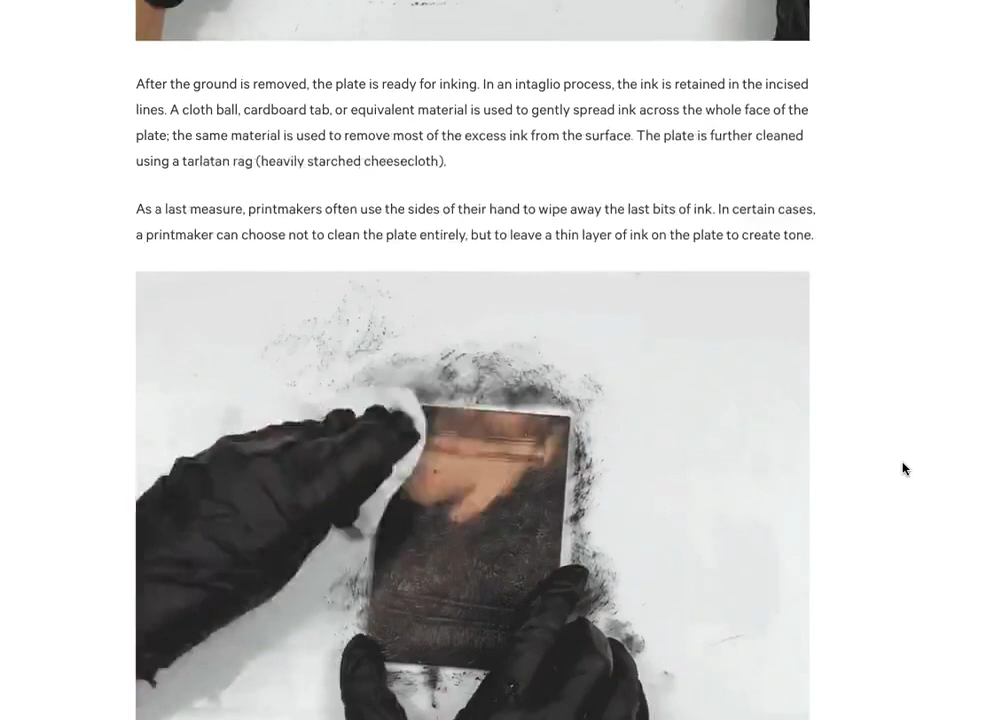 After the ground is removed, the plate is ready for inking. In an intaglio process, the ink is retained in the incised
lines. A cloth ball, cardboard tab, or equivalent material is used to gently spread ink across the whole face of the
plate; the same material is used to remove most of the excess ink from the surface. The plate is further cleaned
using a tarlatan rag (heavily starched cheesecloth).
As a last measure, printmakers often use the sides of their hand to wipe away the last bits of ink. In certain cases,
a printmaker can choose not to clean the plate entirely, but to leave a thin layer of ink on the plate to create tone.